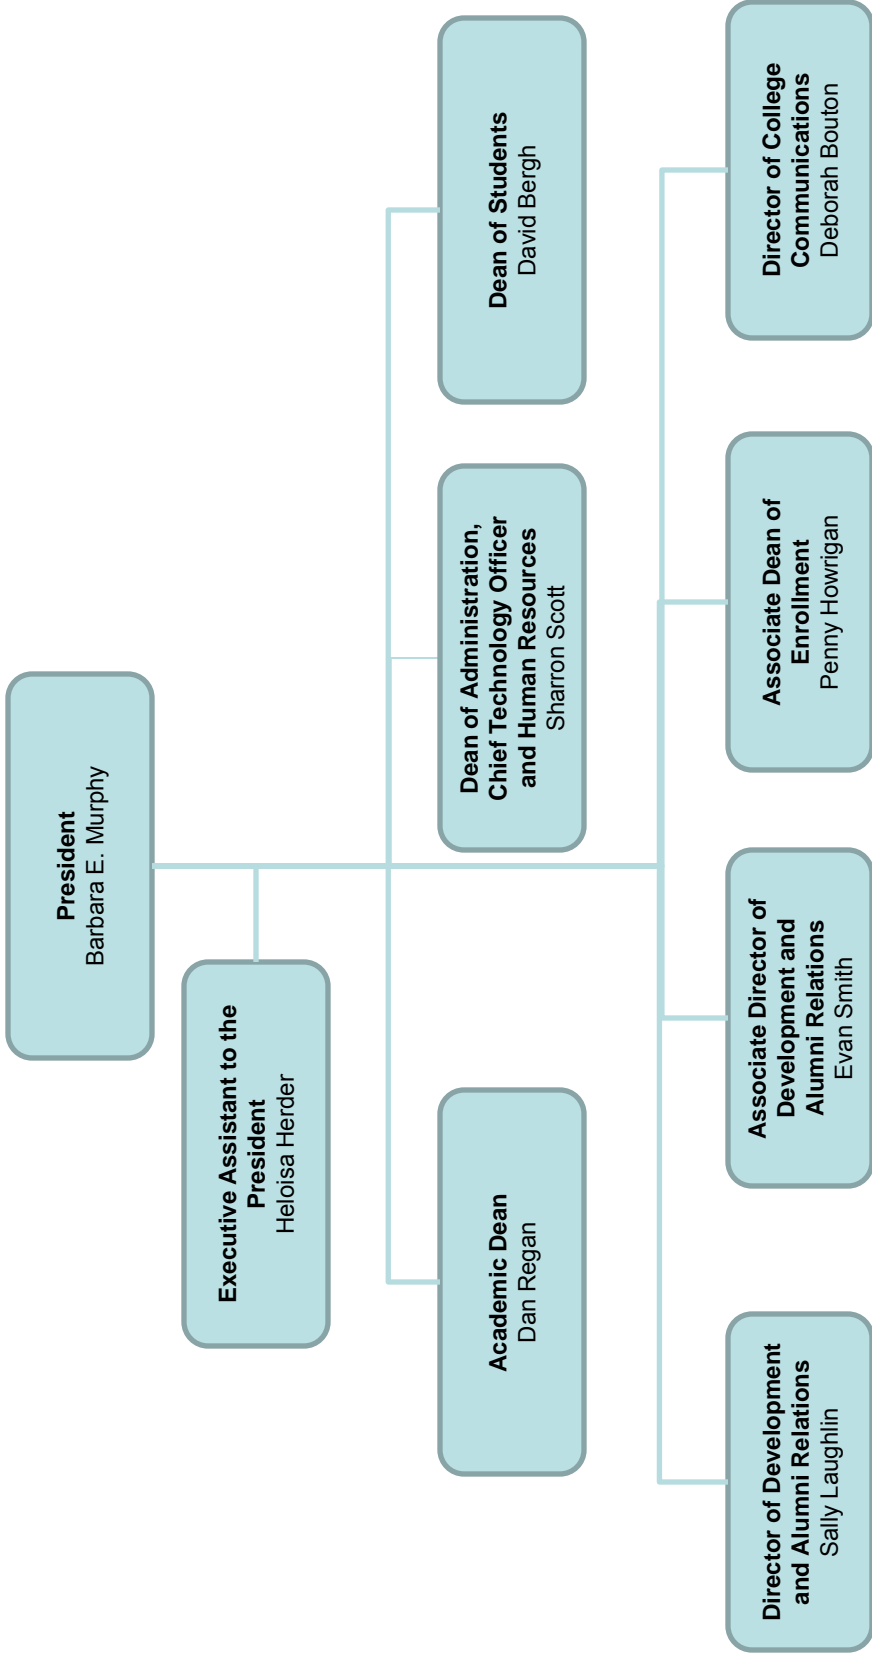 President
Barbara E. Murphy
Executive Assistant to the
President
Heloisa Herder
Academic Dean
Dan Regan
Dean of Administration,
Chief Technology Officer
and Human Resources
Sharron Scott
Dean of Students
David Bergh
Director of Development
and Alumni Relations
Sally Laughlin
Associate Director of
Development and
Alumni Relations
Evan Smith
Associate Dean of
Enrollment
Penny Howrigan
Director of College
Communications
Deborah Bouton